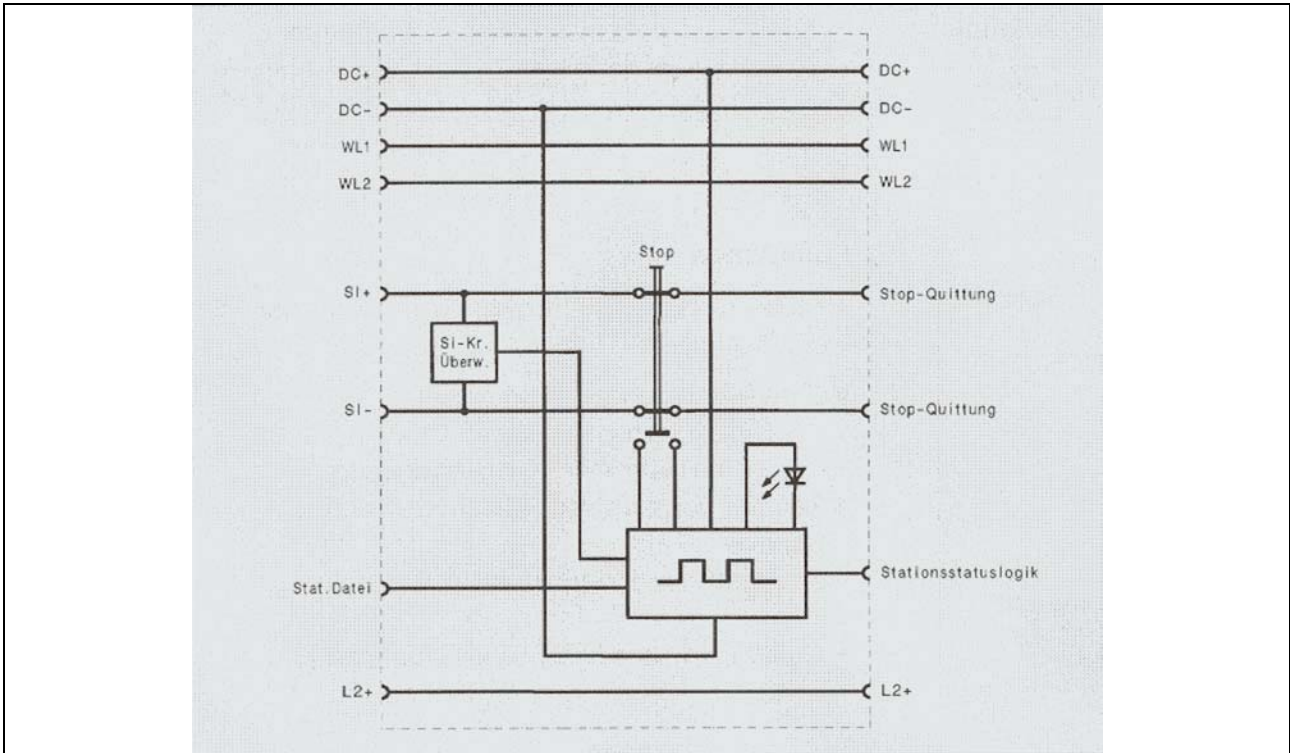 DC+ DC+
DC- DC-
WL1 WL1
WL2 WL2
Stop
SI+ Stop-Quittung
Si-Kr.
Überw.
SI- Stop-Quittung
Stationsstatuslogik
Stat.Datei
L2+ L2+